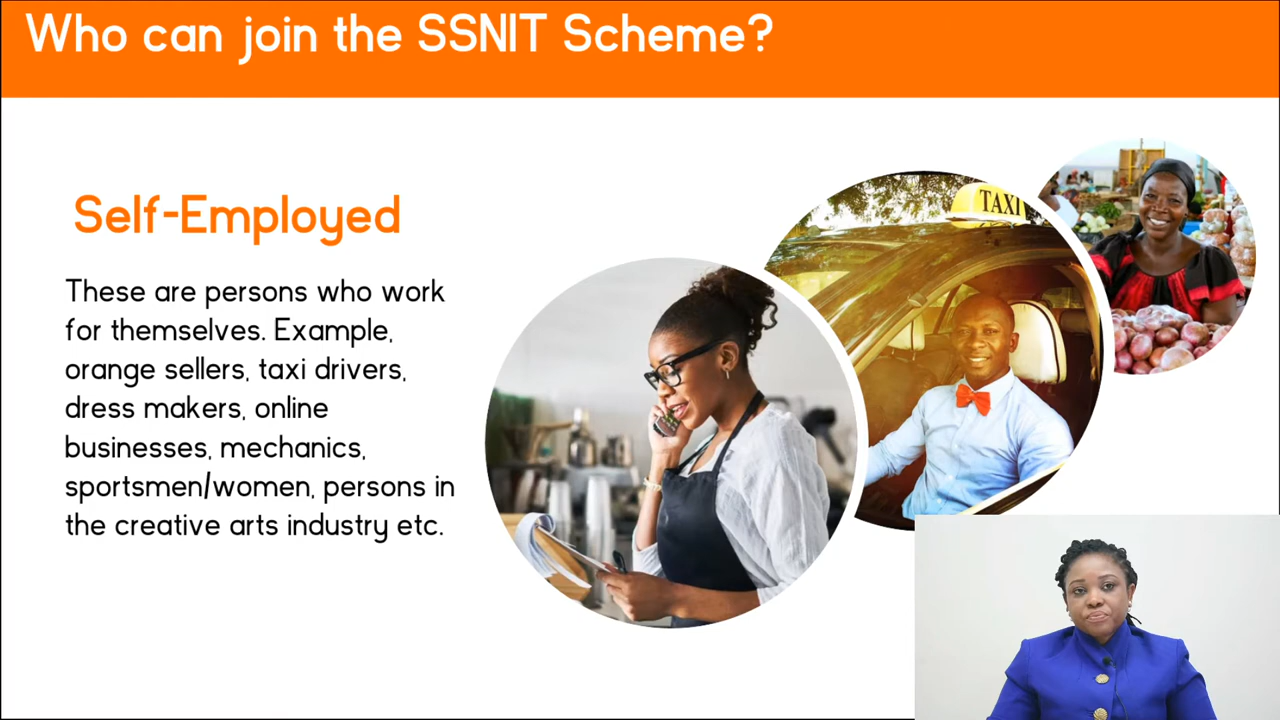 Who can join the SSNIT Scheme?
Self-Employed
These are persons who work
for themselves. Example,
orange sellers, taxi drivers,
dress makers, online
businesses, mechanics,
sportsmen/women, persons in
the creative arts industry etc.
TAXI